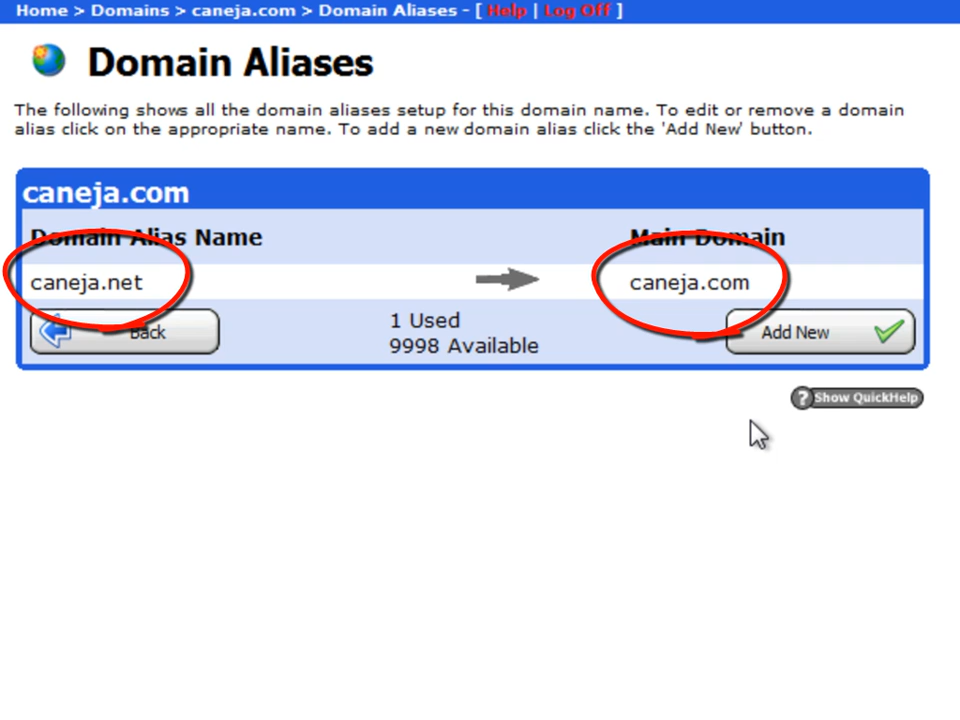 Home > Domains > caneja.com > Domain Aliases - [ Help | Log Off ]
Domain Aliases
The following shows all the domain aliases setup for this domain name. To edit or remove a domain
alias click on the appropriate name. To add a new domain alias click the 'Add New' button.
caneja.com
Domain Alias Name Main Domain
caneja.net caneja.com
Back 1 Used Add New
9998 Available
? Show QuickHelp